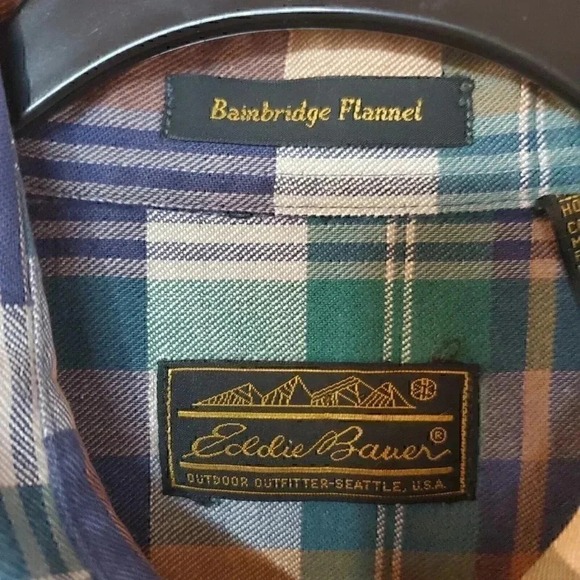 Bainbridge Flannel
Eddie Bauer®
OUTDOOR OUTFITTER-SEATTLE, U.S.A.